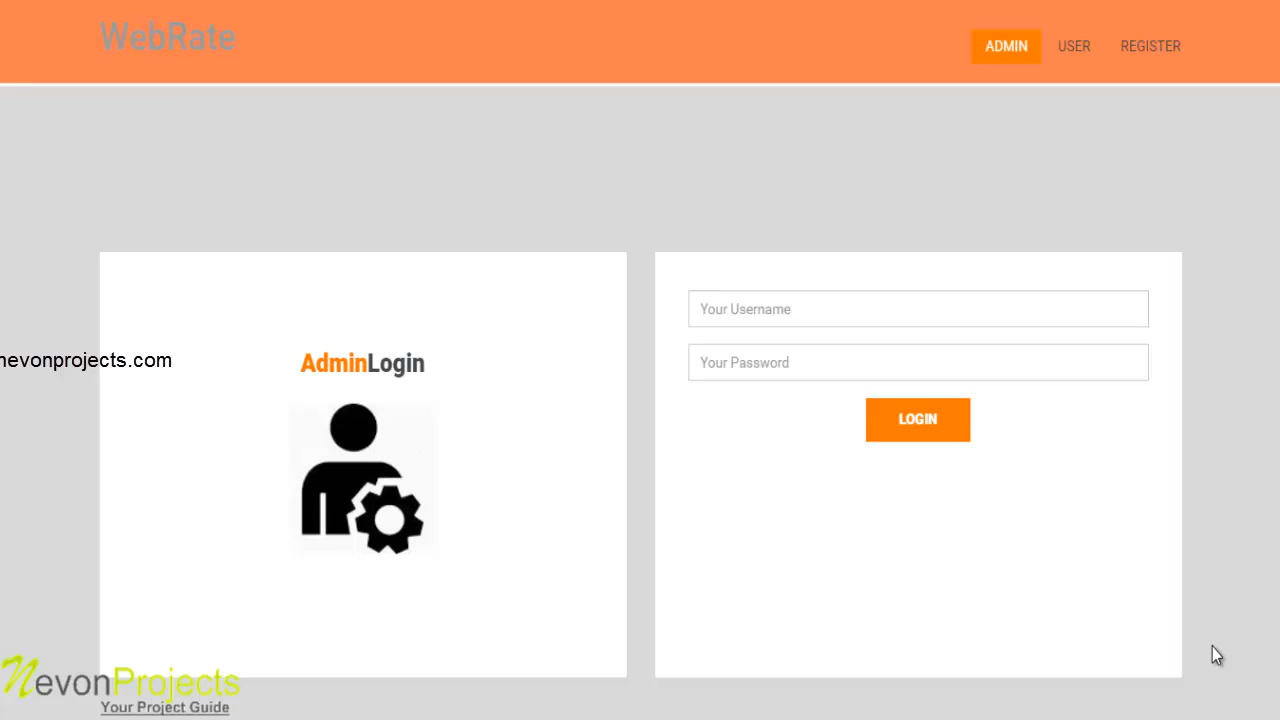 WebRate
ADMIN USER REGISTER
Your Username
nevonprojects.com
AdminLogin
Your Password
LOGIN
NevonProjects
Your Project Guide